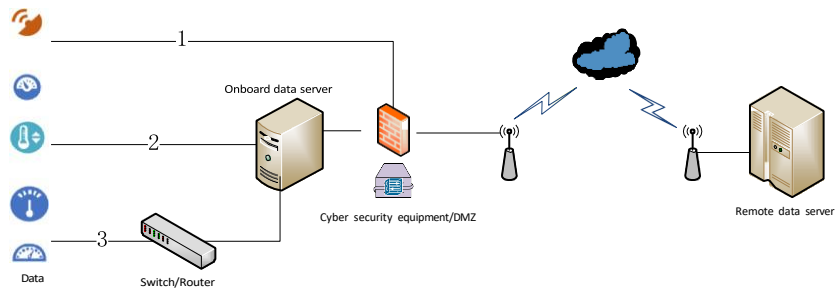 1
Onboard data server
2
Cyber security equipment/DMZ
Remote data server
3
Data
Switch/Router